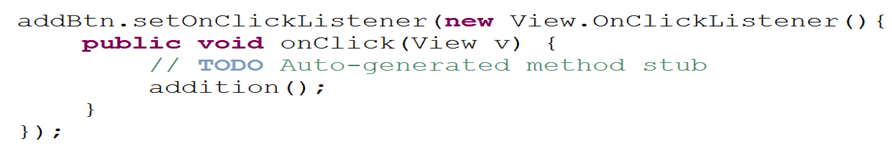 addBtn.setOnClickListener(new View.OnClickListener(){
public void onClick(View v) {
// TODO Auto-generated method stub
addition();
}
});